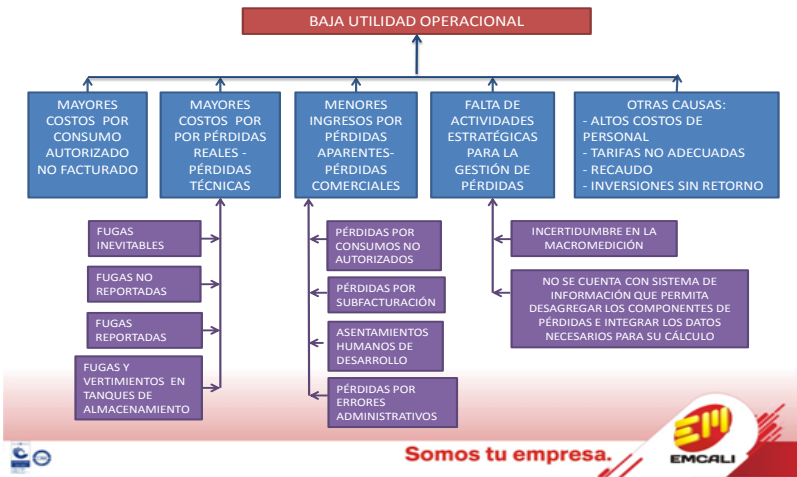 BAJA UTILIDAD OPERACIONAL
MAYORES
COSTOS POR
CONSUMO
AUTORIZADO
NO FACTURADO
MAYORES
COSTOS POR
POR PÉRDIDAS
REALES -
PÉRDIDAS
TÉCNICAS
MENORES
INGRESOS POR
PÉRDIDAS
APARENTES-
PÉRDIDAS
COMERCIALES
FALTA DE
ACTIVIDADES
ESTRATÉGICAS
PARA LA
GESTIÓN DE
PÉRDIDAS
OTRAS CAUSAS:
- ALTOS COSTOS DE
PERSONAL
- TARIFAS NO ADECUADAS
- RECAUDO
- INVERSIONES SIN RETORNO
FUGAS
INEVITABLES
FUGAS NO
REPORTADAS
FUGAS
REPORTADAS
FUGAS Y
VERTIMIENTOS EN
TANQUES DE
ALMACENAMIENTO
PÉRDIDAS POR
CONSUMOS NO
AUTORIZADOS
PÉRDIDAS POR
SUBFACTURACIÓN
ASENTAMIENTOS
HUMANOS DE
DESARROLLO
PÉRDIDAS POR
ERRORES
ADMINISTRATIVOS
INCERTIDUMBRE EN LA
MACROMEDICIÓN
NO SE CUENTA CON SISTEMA DE
INFORMACIÓN QUE PERMITA
DESAGREGAR LOS COMPONENTES DE
PÉRDIDAS E INTEGRAR LOS DATOS
NECESARIOS PARA SU CÁLCULO
Somos tu empresa.
EM
EMCALI